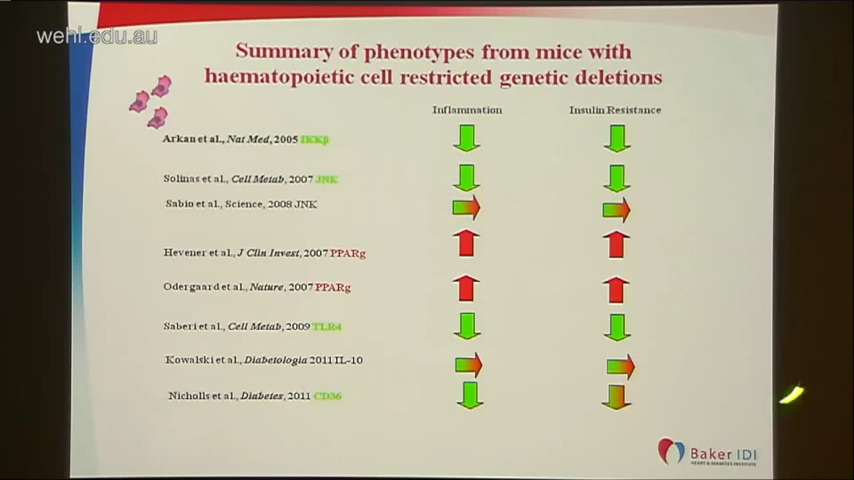 wehi.edu.au
Summary of phenotypes from mice with
haematopoietic cell restricted genetic deletions
Inflammation Insulin Resistance
Arkan et al., Nat Med, 2005 IKKβ
Solinas et al., Cell Metab, 2007 JNK
Sabio et al., Science, 2008 JNK
Hevener et al., J Clin Invest, 2007 PPARg
Odergaard et al., Nature, 2007 PPARg
Saberi et al., Cell Metab, 2009 TLR4
Kowalski et al., Diabetologia 2011 IL-10
Nicholls et al., Diabetes, 2011 CD36
Baker IDI
HEART & DIABETES INSTITUTE